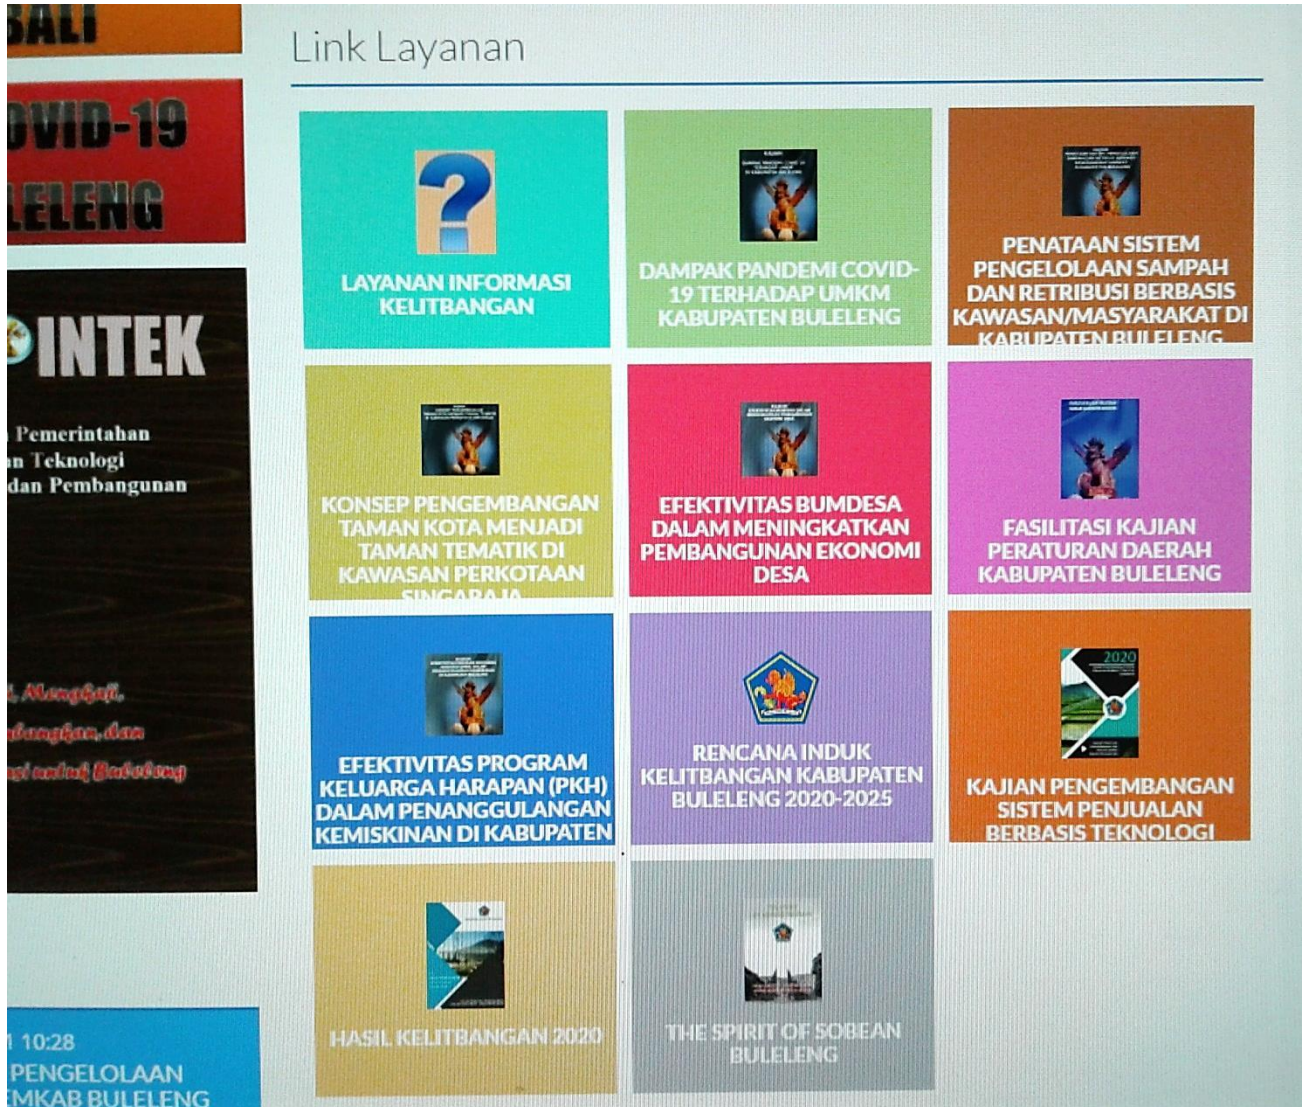 BALI
OVID-19
LELENG
INTEK
Pemerintahan
Teknologi
dan Pembangunan
Mengkaji,
dan
Buleleng
10:28
PENGELOLAAN
EMKAB BULELENG
Link Layanan
LAYANAN INFORMASI
KELITBANGAN
DAMPAK PANDEMI COVID-
19 TERHADAP UMKM
KABUPATEN BULELENG
PENATAAN SISTEM
PENGELOLAAN SAMPAH
DAN RETRIBUSI BERBASIS
KAWASAN/MASYARAKAT DI
KABUPATEN BULELENG
KONSEP PENGEMBANGAN
TAMAN KOTA MENJADI
TAMAN TEMATIK DI
KAWASAN PERKOTAAN
SINGARAJA
EFEKTIVITAS BUMDESA
DALAM MENINGKATKAN
PEMBANGUNAN EKONOMI
DESA
FASILITASI KAJIAN
PERATURAN DAERAH
KABUPATEN BULELENG
EFEKTIVITAS PROGRAM
KELUARGA HARAPAN (PKH)
DALAM PENANGGULANGAN
KEMISKINAN DI KABUPATEN
RENCANA INDUK
KELITBANGAN KABUPATEN
BULELENG 2020-2025
2020
KAJIAN PENGEMBANGAN
SISTEM PENJUALAN
BERBASIS TEKNOLOGI
HASIL KELITBANGAN 2020
THE SPIRIT OF SOBEAN
BULELENG